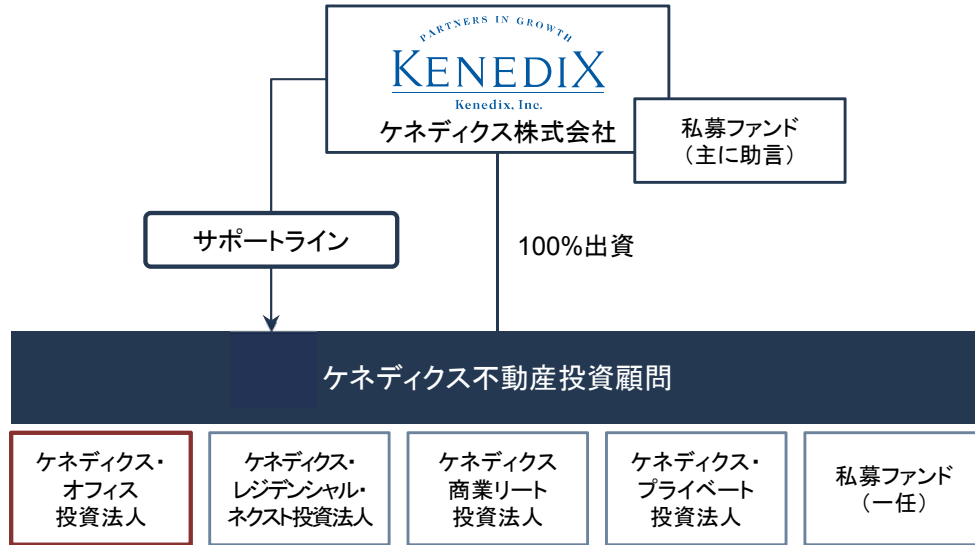 PARTNERS IN GROWTH
KENEDIX
Kenedix, Inc.
ケネディクス株式会社
私募ファンド
（主に助言）
サポートライン
100%出資
ケネディクス不動産投資顧問
ケネディクス・
オフィス
投資法人
ケネディクス・
レジデンシャル・
ネクスト投資法人
ケネディクス
商業リート
投資法人
ケネディクス・
プライベート
投資法人
私募ファンド
（一任）